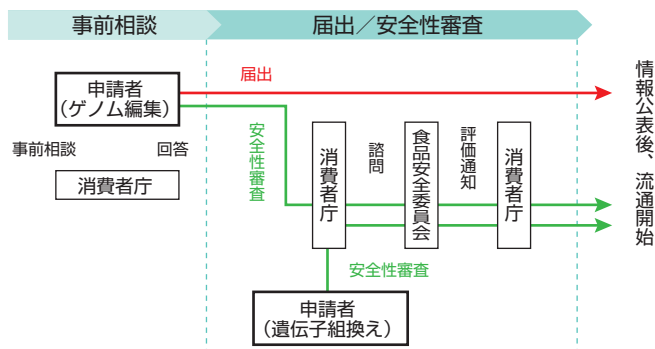 事前相談
届出／安全性審査
申請者
（ゲノム編集）
届出
事前相談
回答
消費者庁
安全性審査
消費者庁
諮問
食品安全委員会
評価通知
消費者庁
情報公表後、流通開始
安全性審査
申請者
（遺伝子組換え）